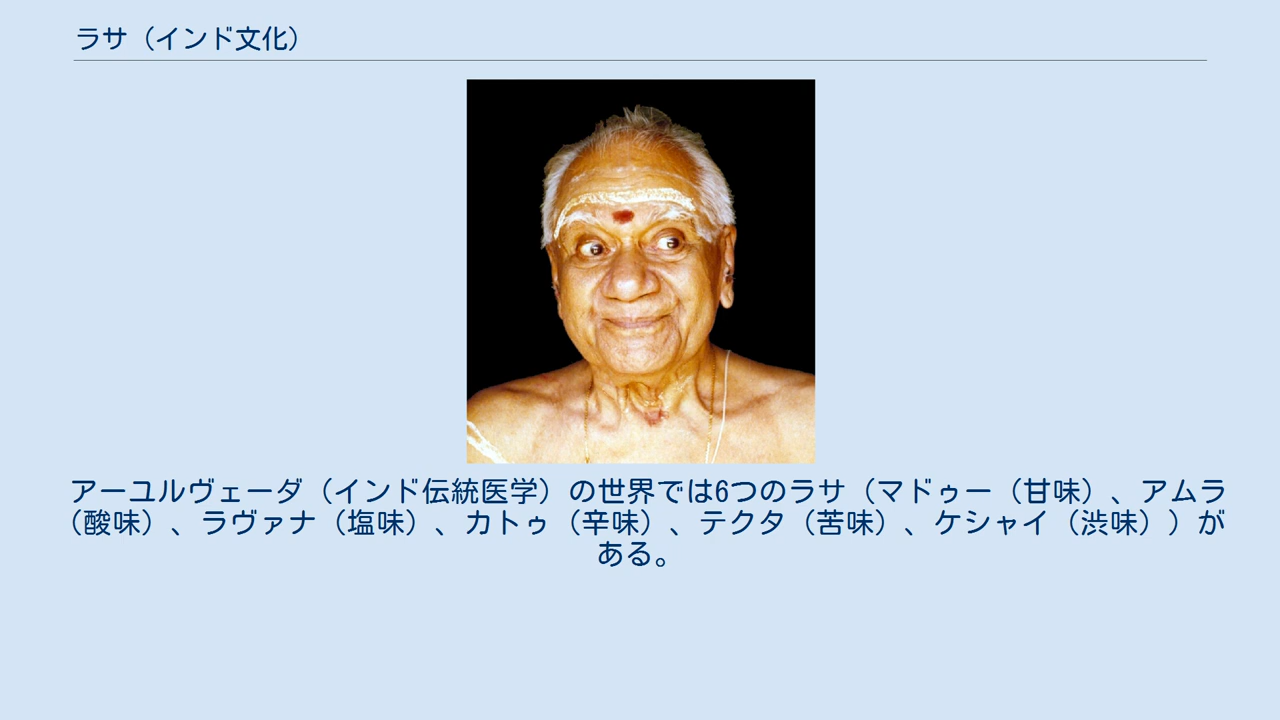 ラサ（インド文化）
アーユルヴェーダ（インド伝統医学）の世界では6つのラサ（マドゥー（甘味）、アムラ
（酸味）、ラヴァナ（塩味）、カトゥ（辛味）、テクタ（苦味）、ケシャイ（渋味））が
ある。